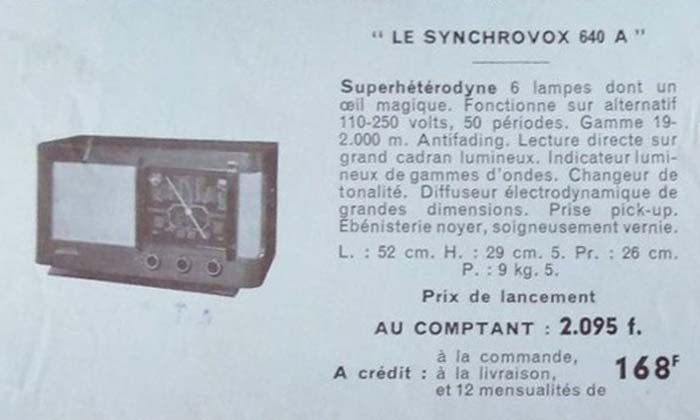 “ LE SYNCHROVOX 640 A ”
Superhétérodyne 6 lampes dont un
œil magique. Fonctionne sur alternatif
110-250 volts, 50 périodes. Gamme 19-
2.000 m. Antifading. Lecture directe sur
grand cadran lumineux. Indicateur lumi-
neux de gammes d'ondes. Changeur de
tonalité. Diffuseur électrodynamique de
grandes dimensions. Prise pick-up.
Ébénisterie noyer, soigneusement vernie.
L. : 52 cm. H. : 29 cm. 5. Pr. : 26 cm.
P. : 9 kg. 5.
Prix de lancement
AU COMPTANT : 2.095 f.
à la commande,
A crédit : à la livraison, 168F
et 12 mensualités de